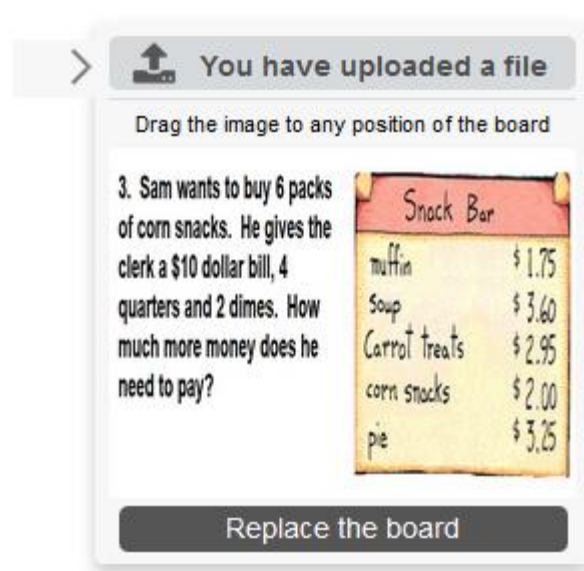 You have uploaded a file
Drag the image to any position of the board
3. Sam wants to buy 6 packs
of corn snacks. He gives the
clerk a $10 dollar bill, 4
quarters and 2 dimes. How
much more money does he
need to pay?
Snack Bar
muffin $1.75
Soup $3.60
Carrot Treats $2.95
corn snacks $2.00
pie $3.25
Replace the board